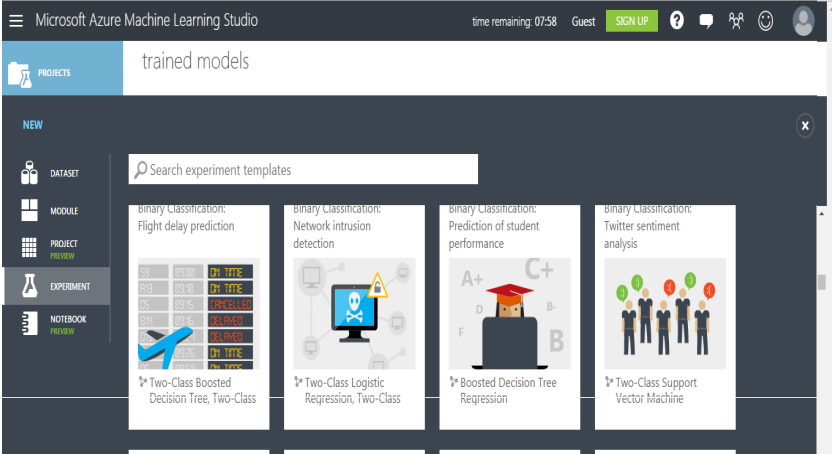 Microsoft Azure Machine Learning Studio
time remaining: 07:58 Guest SIGN UP ?
PROJECTS
trained models
NEW
x
DATASET
MODULE
PROJECT
PREVIEW
EXPERIMENT
NOTEBOOK
PREVIEW
Search experiment templates
Binary Classification:
Flight delay prediction
ON TIME
ON TIME
CANCELLED
DELAYED
DELAYED
ON TIME
ON TIME
Two-Class Boosted
Decision Tree, Two-Class
Binary Classification:
Network intrusion
detection
Two-Class Logistic
Regression, Two-Class
Binary Classification:
Prediction of student
performance
A+ C+
D B-
F B
Boosted Decision Tree
Regression
Binary Classification:
Twitter sentiment
analysis
Two-Class Support
Vector Machine